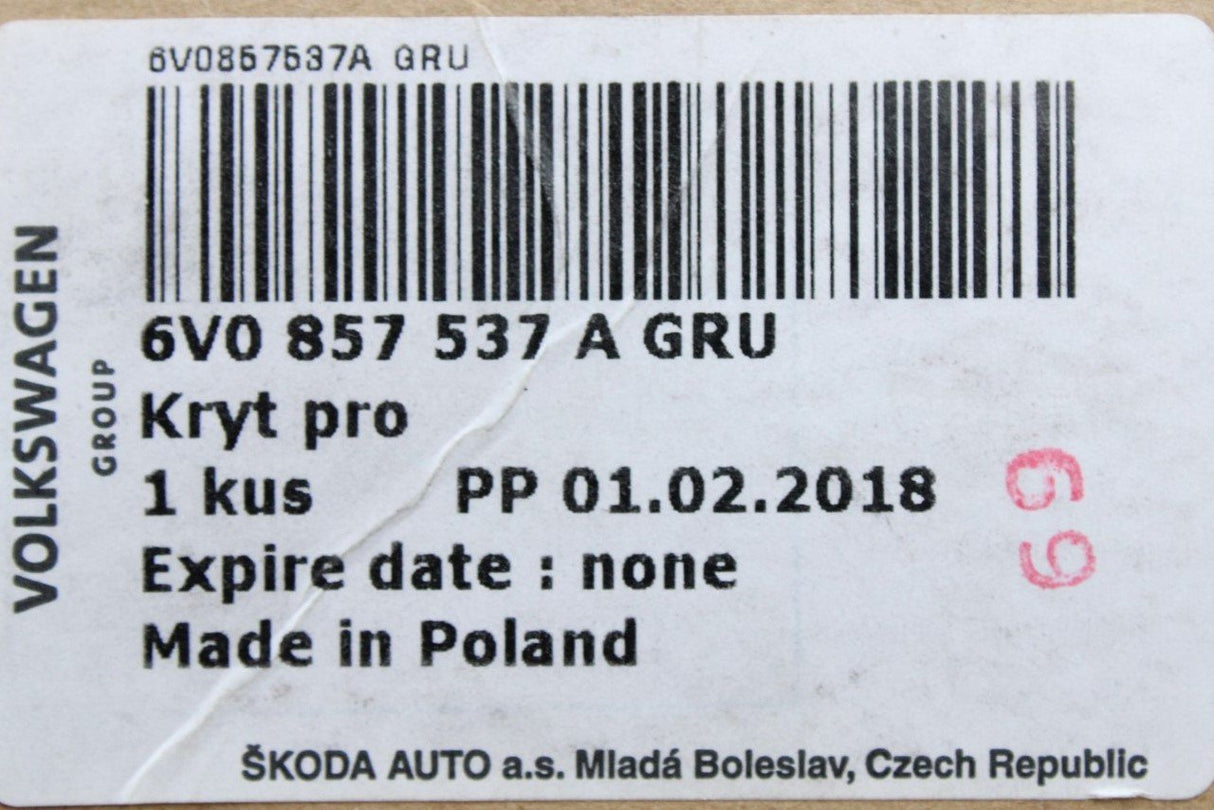 6V0857537A GRU
6V0 857 537 A GRU
Kryt pro
1 kus PP 01.02.2018
Expire date : none
Made in Poland
ŠKODA AUTO a.s. Mladá Boleslav, Czech Republic
VOLKSWAGEN
GROUP
69